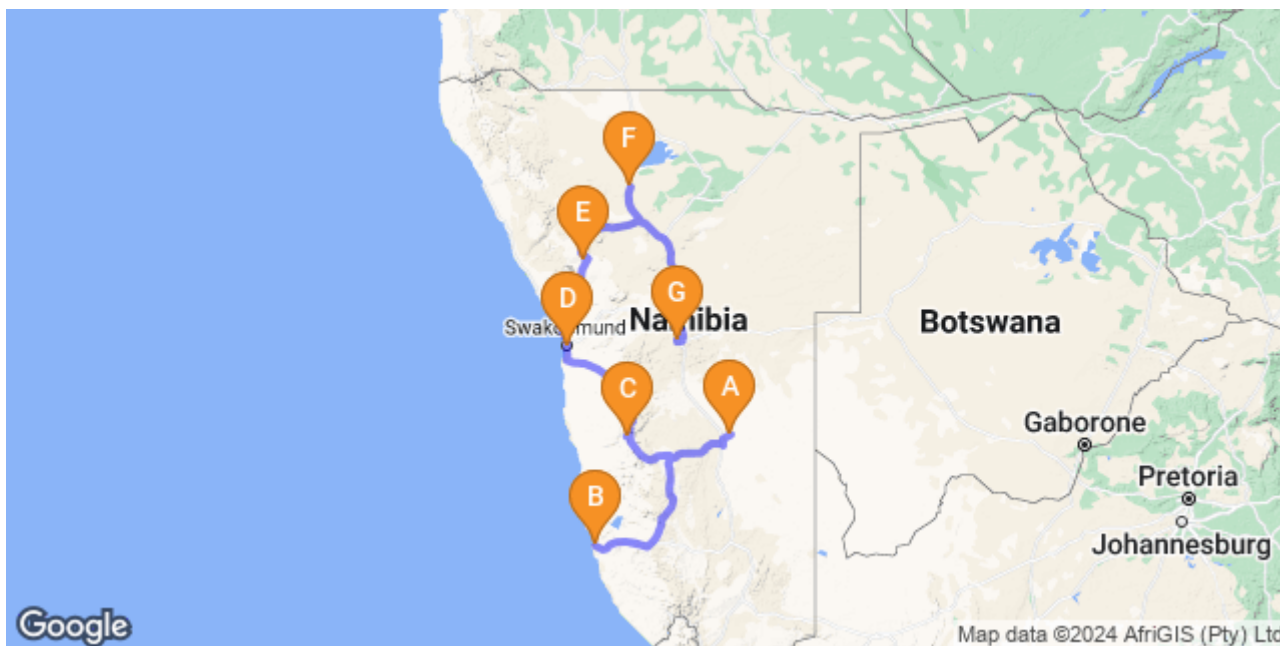 F
E
G
D
Swakopmund
Namibia
Botswana
C
A
Gaborone
B
Pretoria
Johannesburg
Google
Map data ©2024 AfriGIS (Pty) Ltd